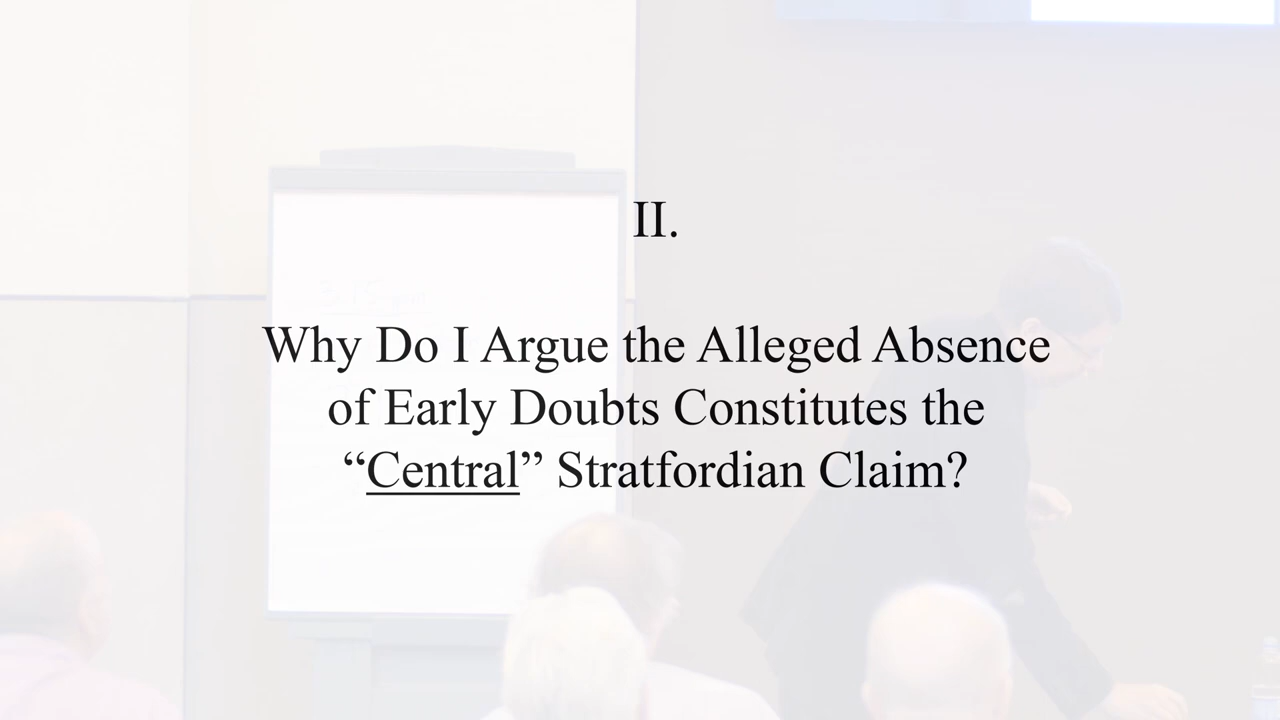 II.
Why Do I Argue the Alleged Absence
of Early Doubts Constitutes the
“Central” Stratfordian Claim?